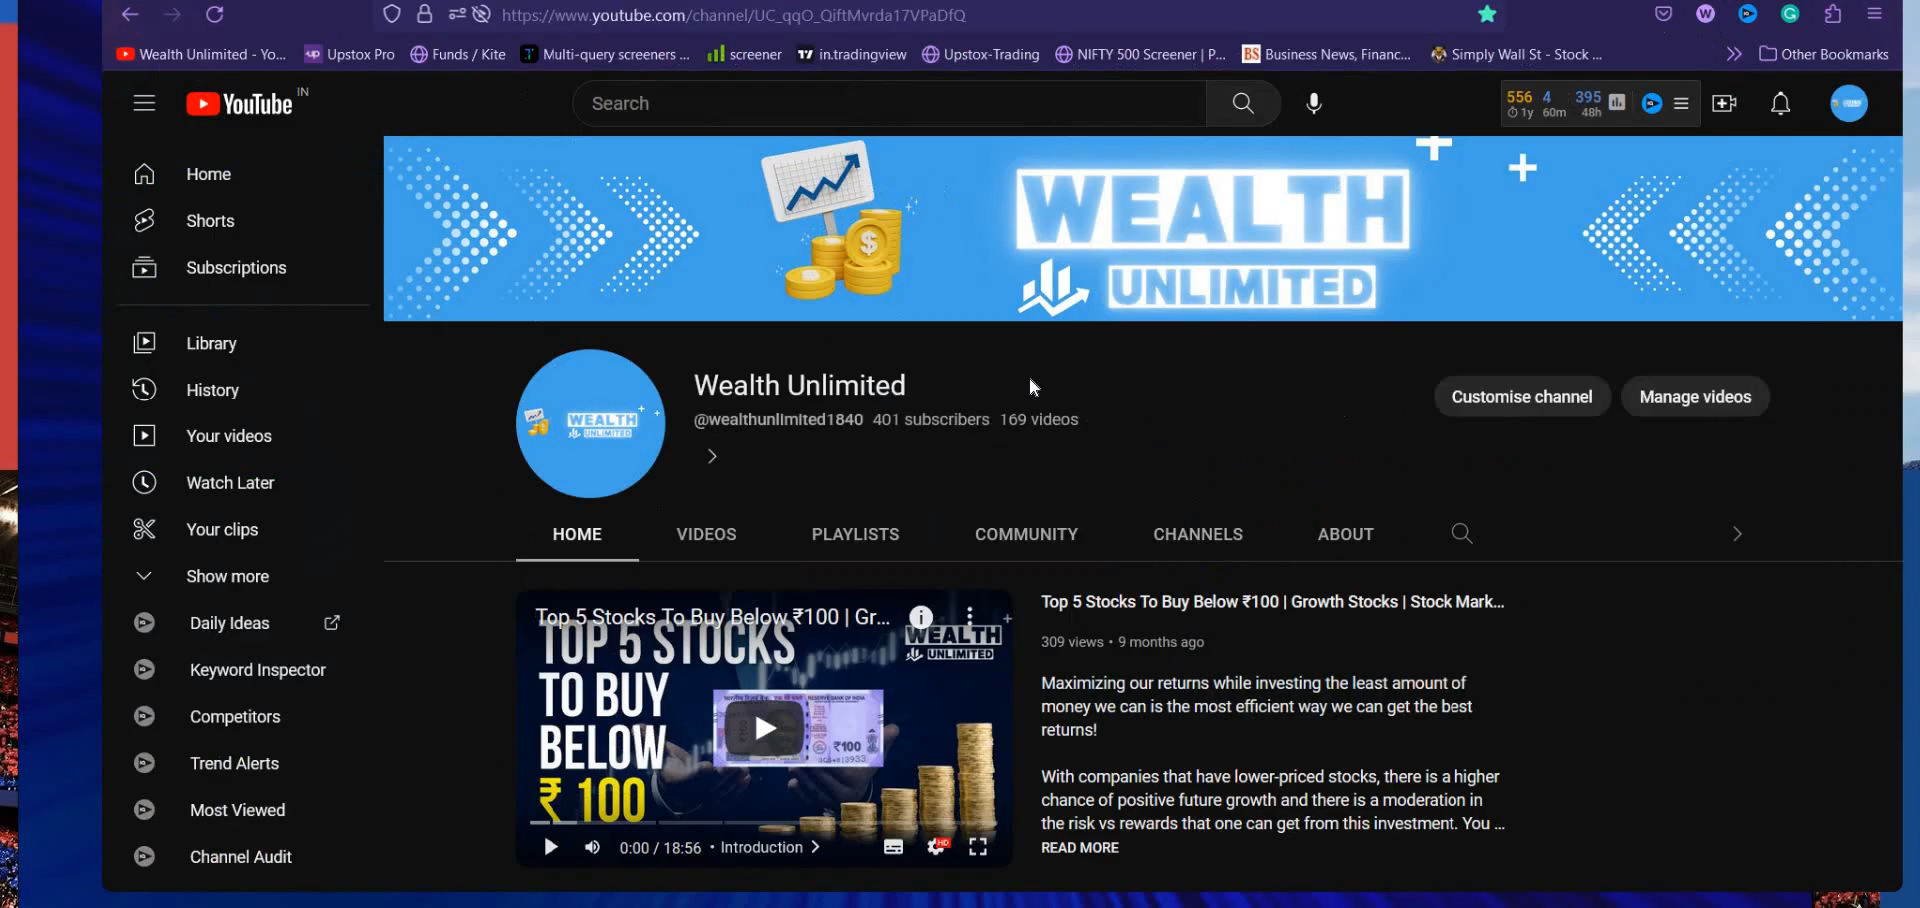 https://www.youtube.com/channel/UC_qqO_QiftMvrda17VPaDfQ
Wealth Unlimited - Yo...
Upstox Pro
Funds / Kite
Multi-query screeners ...
screener
in.tradingview
Upstox-Trading
NIFTY 500 Screener | P...
BS Business News, Financ...
Simply Wall St - Stock ...
Other Bookmarks
YouTube IN
Search
556 4 395
1y 60m 48h
Home
Shorts
Subscriptions
Library
History
Your videos
Watch Later
Your clips
Show more
Daily Ideas
Keyword Inspector
Competitors
Trend Alerts
Most Viewed
Channel Audit
WEALTH
UNLIMITED
WEALTH
UNLIMITED
Wealth Unlimited
@wealthunlimited1840 401 subscribers 169 videos
Customise channel
Manage videos
HOME
VIDEOS
PLAYLISTS
COMMUNITY
CHANNELS
ABOUT
Top 5 Stocks To Buy Below ₹100 | Gr...
TOP 5 STOCKS
TO BUY
BELOW
₹ 100
WEALTH
UNLIMITED
₹100
0:00 / 18:56 • Introduction
HD
Top 5 Stocks To Buy Below ₹100 | Growth Stocks | Stock Mark...
309 views • 9 months ago
Maximizing our returns while investing the least amount of
money we can is the most efficient way we can get the best
returns!
With companies that have lower-priced stocks, there is a higher
chance of positive future growth and there is a moderation in
the risk vs rewards that one can get from this investment. You ...
READ MORE